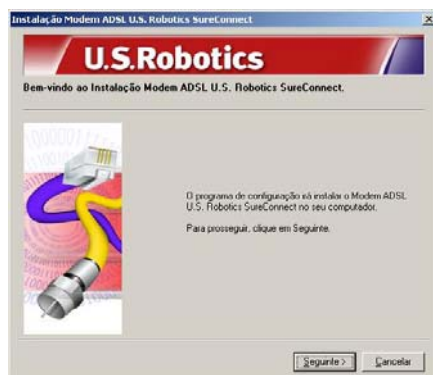 Instalação Modem ADSL U.S. Robotics SureConnect
U.S.Robotics
Bem-vindo ao Instalação Modem ADSL U.S. Robotics SureConnect.
O programa de configuração irá instalar o Modem ADSL
U.S. Robotics SureConnect no seu computador.
Para prosseguir, clique em Seguinte.
Seguinte >
Cancelar